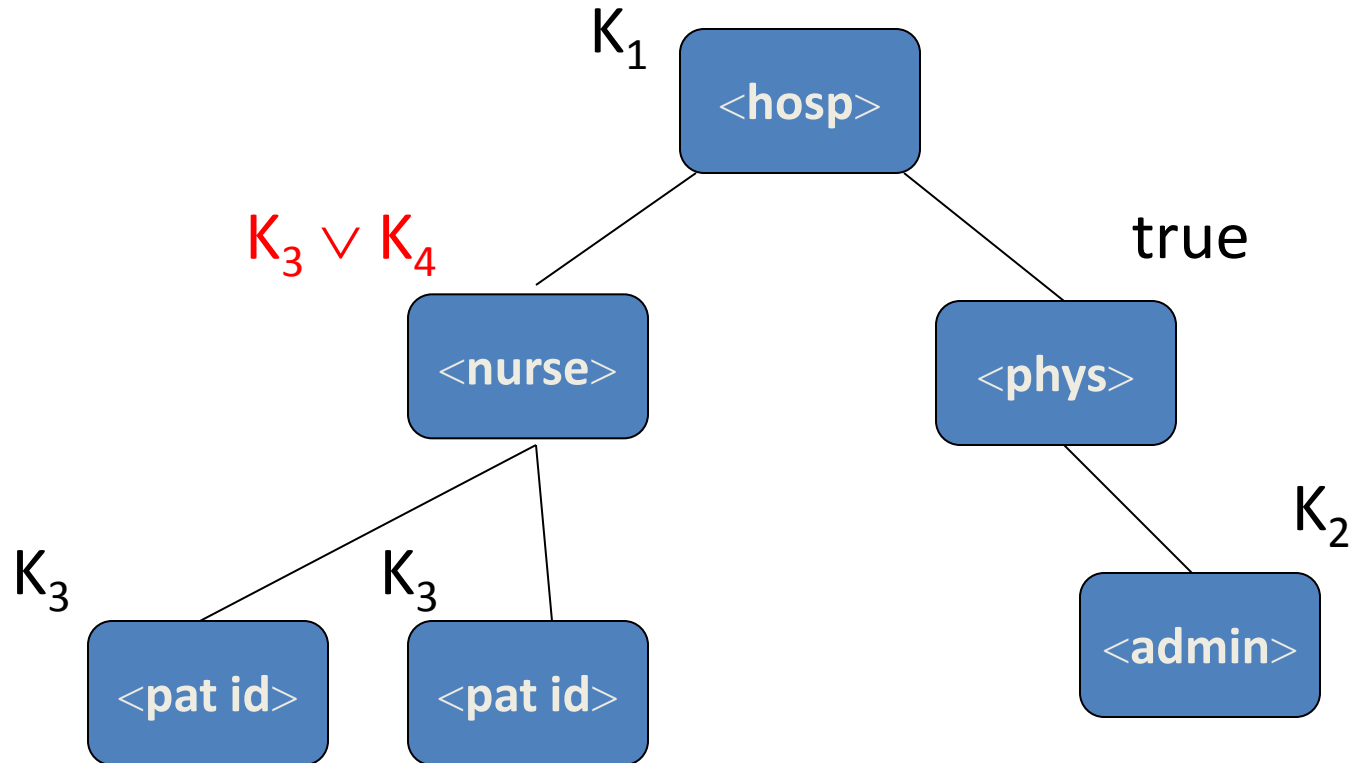 K₁
<hosp>
K₃ ∨ K₄
true
<nurse>
<phys>
K₂
K₃
K₃
<admin>
<pat id>
<pat id>